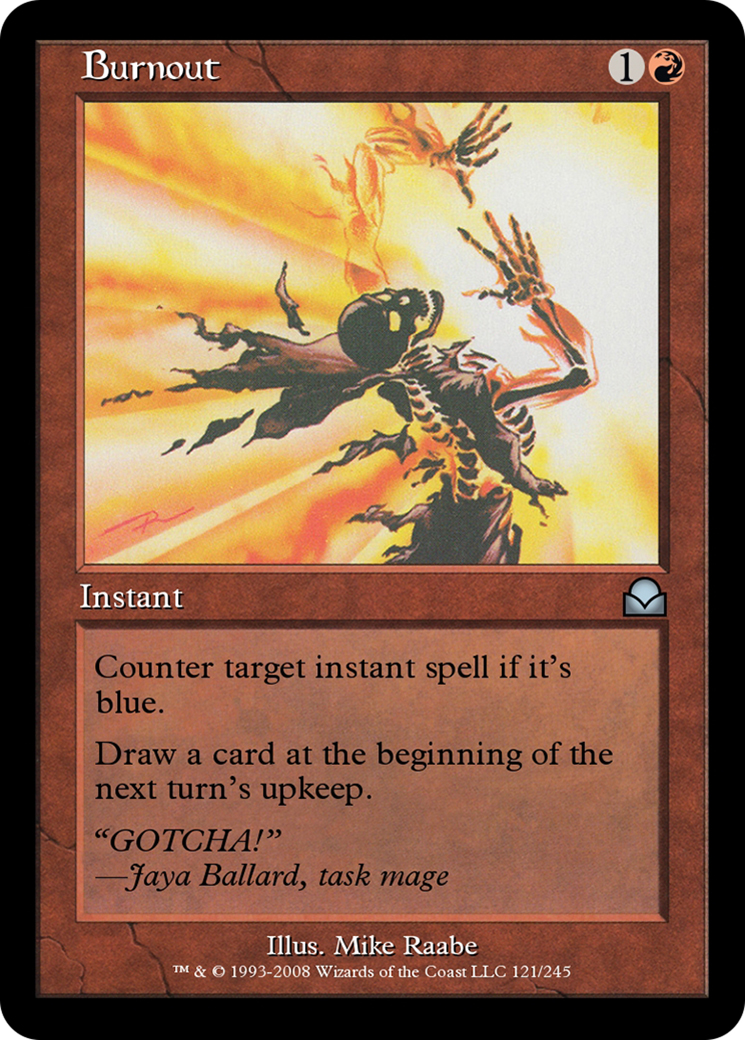 Burnout 1
Instant
Counter target instant spell if it's
blue.
Draw a card at the beginning of the
next turn's upkeep.
“GOTCHA!”
—Jaya Ballard, task mage
Illus. Mike Raabe
™ & © 1993-2008 Wizards of the Coast LLC 121/245